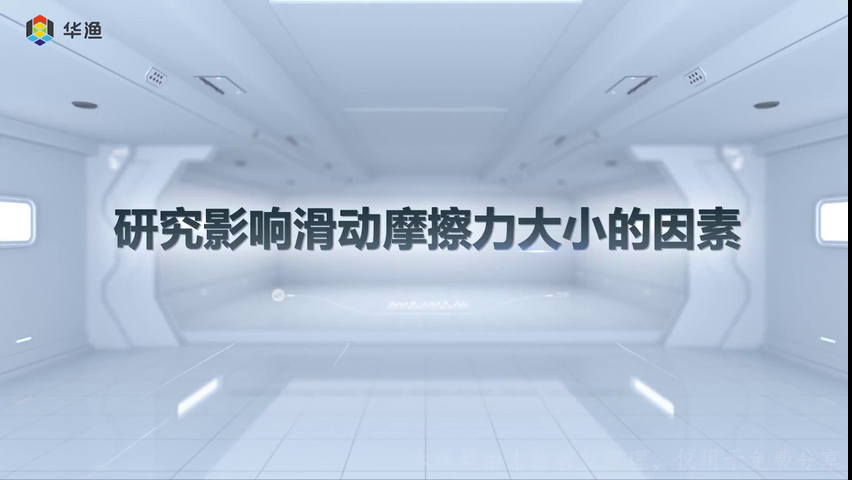 华渔
研究影响滑动摩擦力大小的因素
仅用于免费分享